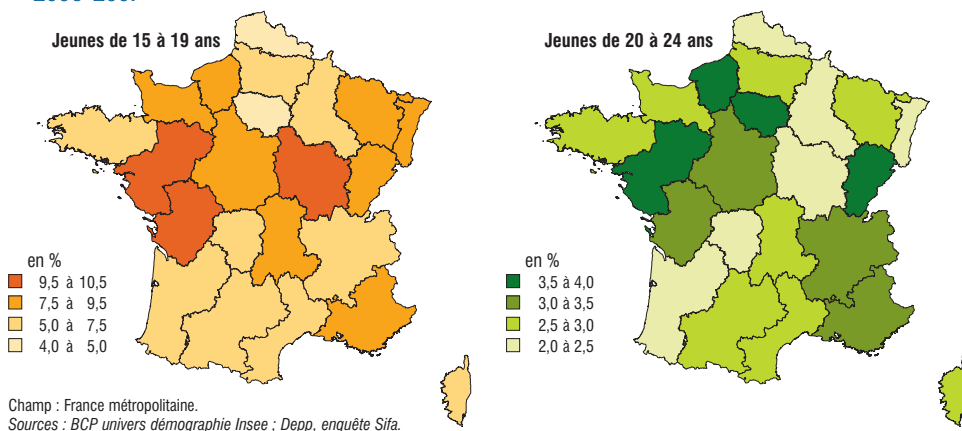 Jeunes de 15 à 19 ans
en %
9,5 à 10,5
7,5 à 9,5
5,0 à 7,5
4,0 à 5,0
Jeunes de 20 à 24 ans
en %
3,5 à 4,0
3,0 à 3,5
2,5 à 3,0
2,0 à 2,5
Champ : France métropolitaine.
Sources : BCP univers démographie Insee ; Depp, enquête Sifa.